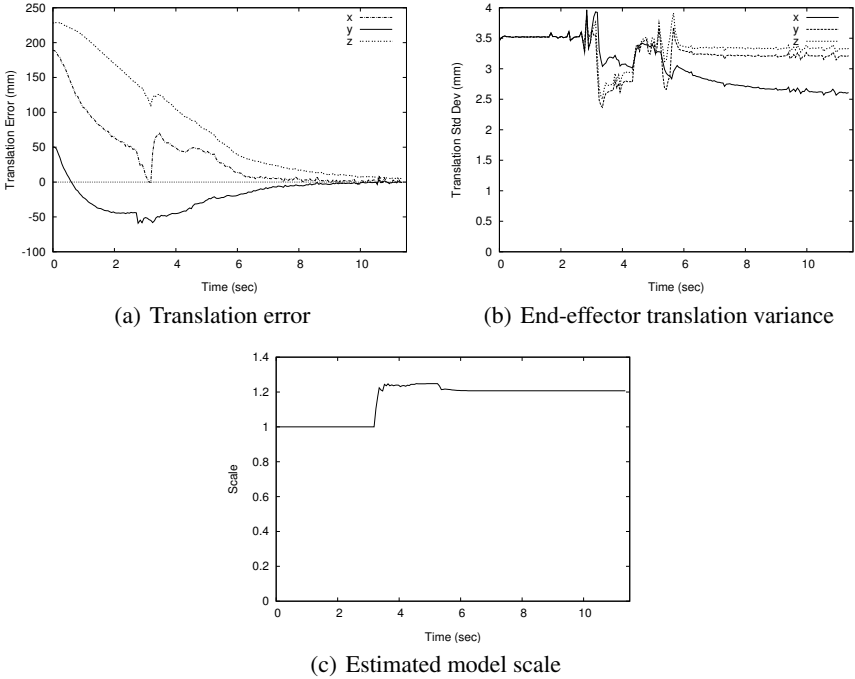 250
200
150
100
50
0
-50
-100
Translation Error (mm)
0 2 4 6 8 10
Time (sec)
x
y
z
(a) Translation error
4
3.5
3
2.5
2
1.5
1
0.5
0
Translation Std Dev (mm)
0 2 4 6 8 10
Time (sec)
x
y
z
(b) End-effector translation variance
1.4
1.2
1
0.8
0.6
0.4
0.2
0
Scale
0 2 4 6 8 10
Time (sec)
(c) Estimated model scale